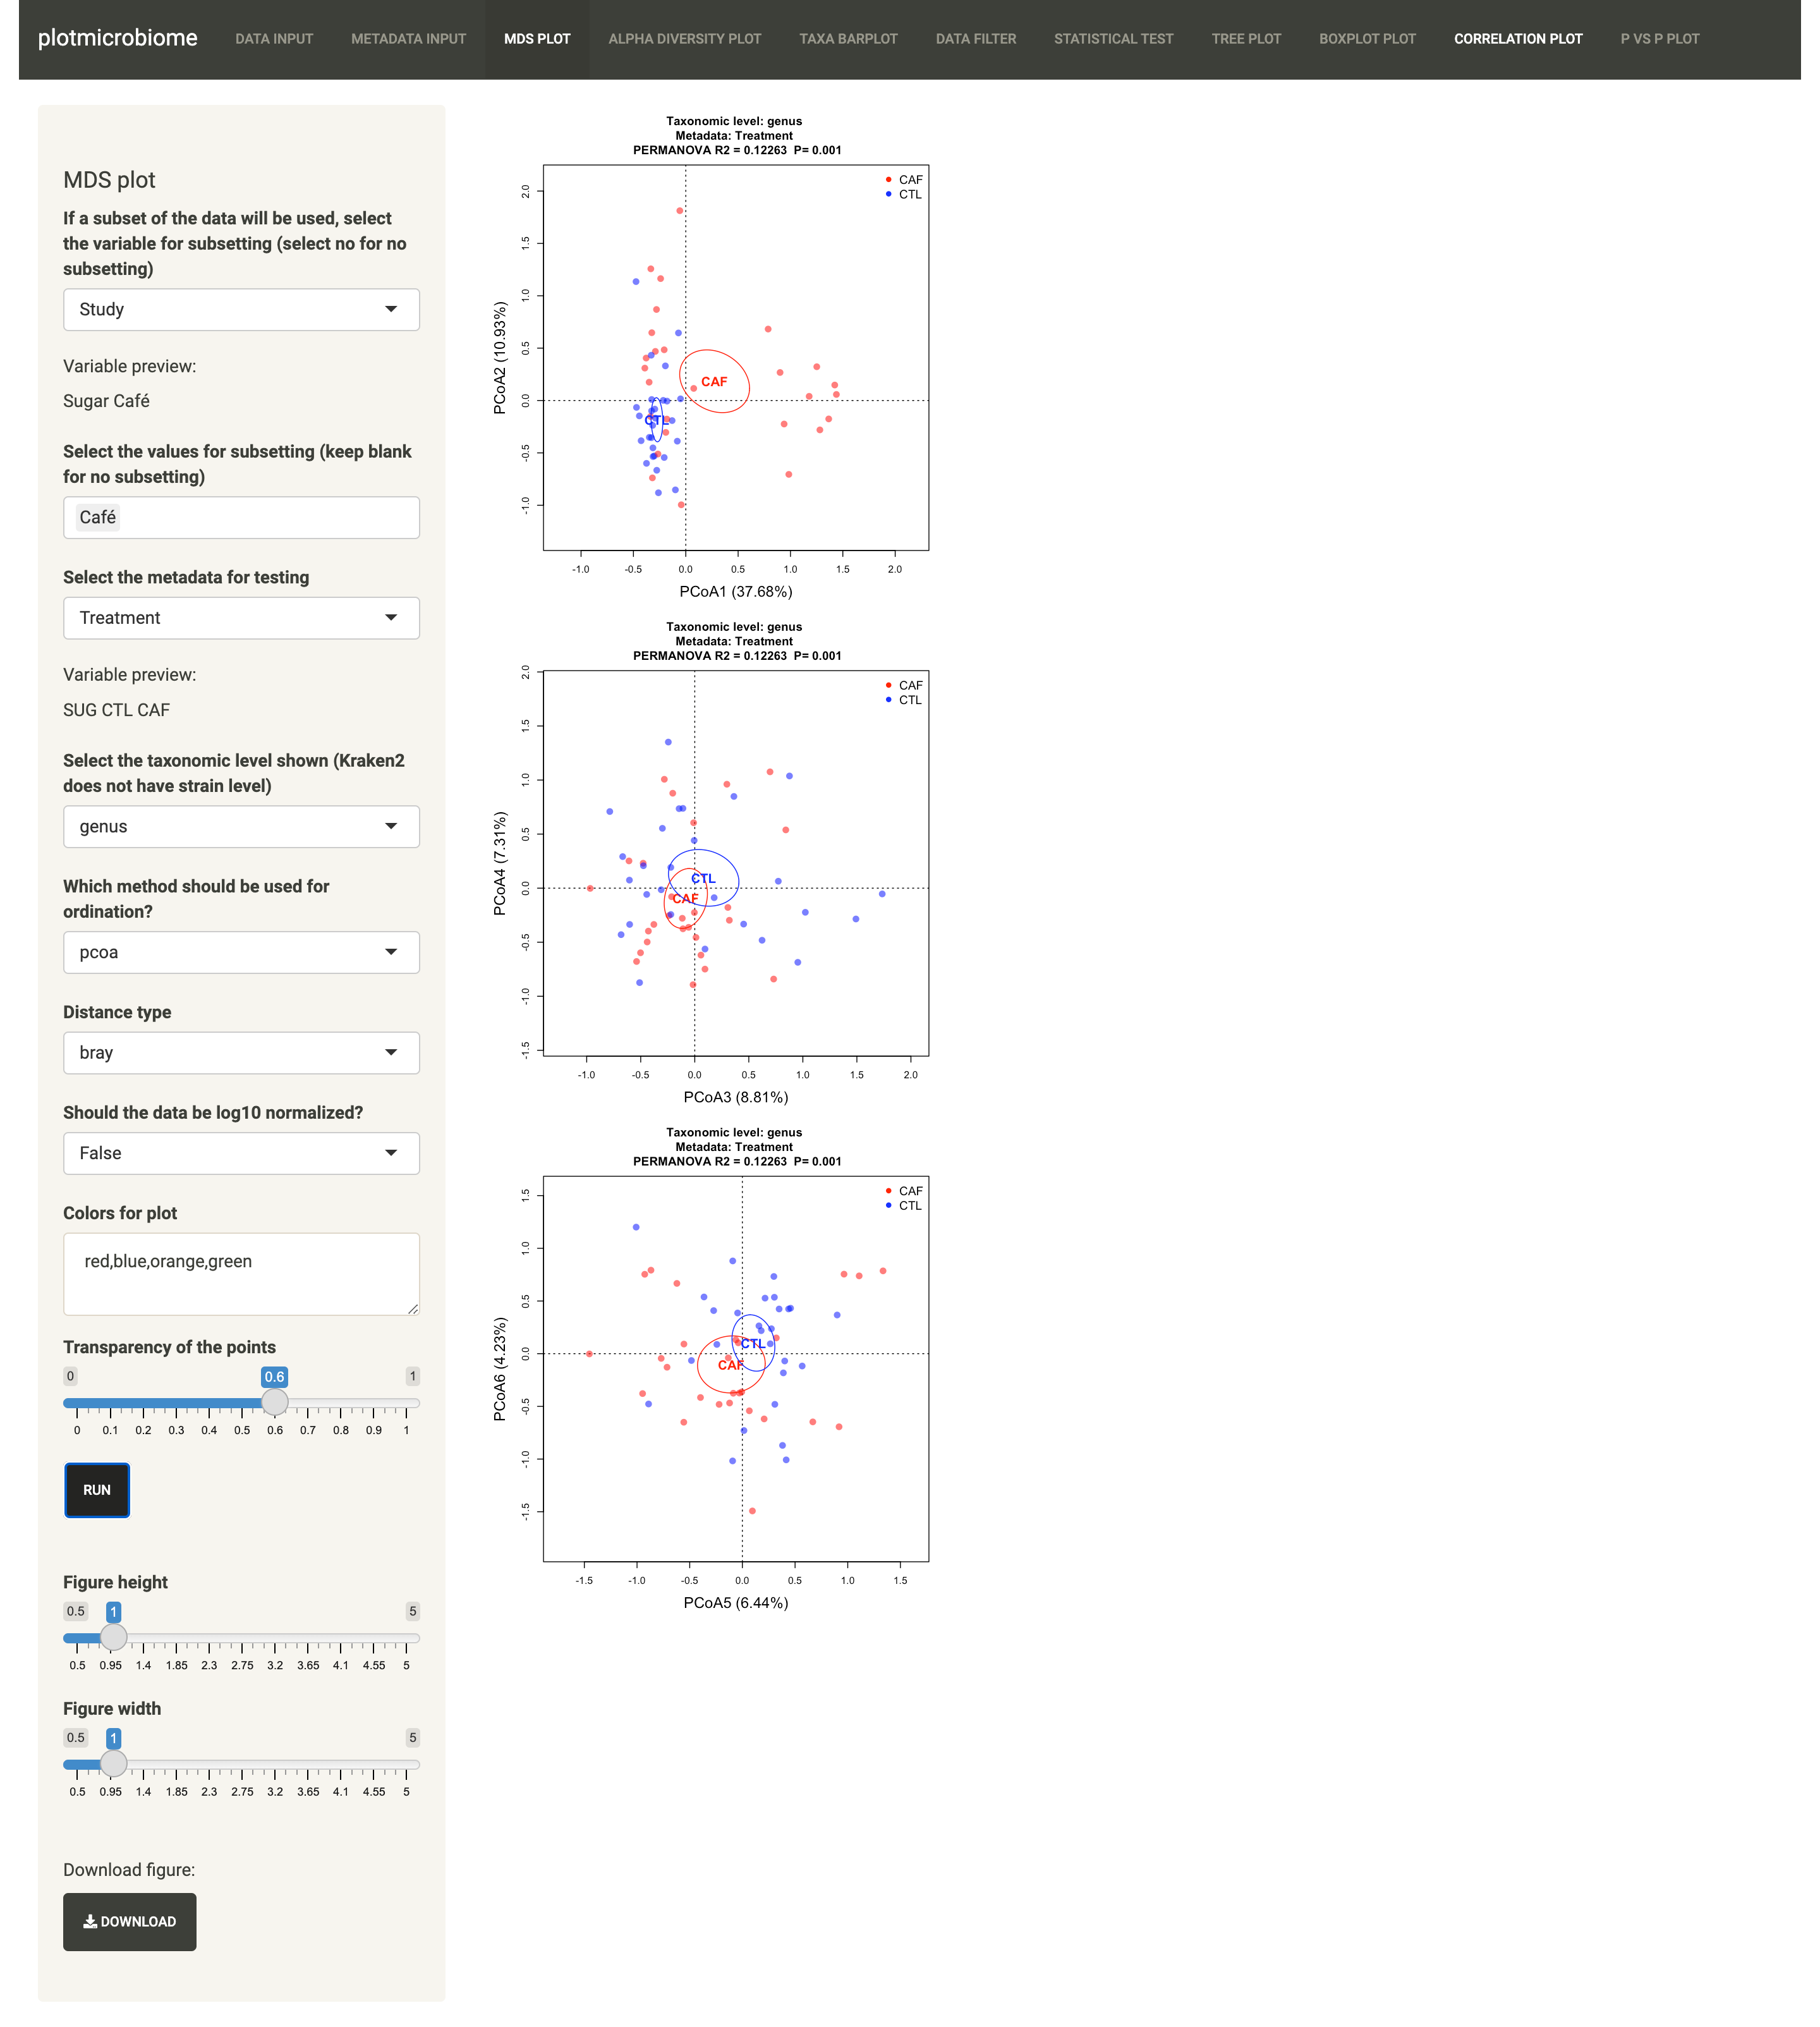 plotmicrobiome DATA INPUT METADATA INPUT MDS PLOT ALPHA DIVERSITY PLOT TAXA BARPLOT DATA FILTER STATISTICAL TEST TREE PLOT BOXPLOT PLOT CORRELATION PLOT P VS P PLOT
MDS plot
If a subset of the data will be used, select
the variable for subsetting (select no for no
subsetting)
Study
Variable preview:
Sugar Café
Select the values for subsetting (keep blank
for no subsetting)
Café
Select the metadata for testing
Treatment
Variable preview:
SUG CTL CAF
Select the taxonomic level shown (Kraken2
does not have strain level)
genus
Which method should be used for
ordination?
pcoa
Distance type
bray
Should the data be log10 normalized?
False
Colors for plot
red,blue,orange,green
Transparency of the points
0 0.6 1
0 0.1 0.2 0.3 0.4 0.5 0.6 0.7 0.8 0.9 1
RUN
Figure height
0.5 1 5
0.5 0.95 1.4 1.85 2.3 2.75 3.2 3.65 4.1 4.55 5
Figure width
0.5 1 5
0.5 0.95 1.4 1.85 2.3 2.75 3.2 3.65 4.1 4.55 5
Download figure:
DOWNLOAD
Taxonomic level: genus
Metadata: Treatment
PERMANOVA R2 = 0.12263 P= 0.001
CAF
CTL
2.0
1.5
1.0
0.5
0.0
-0.5
-1.0
PCoA2 (10.93%)
CAF
CTL
-1.0 -0.5 0.0 0.5 1.0 1.5 2.0
PCoA1 (37.68%)
Taxonomic level: genus
Metadata: Treatment
PERMANOVA R2 = 0.12263 P= 0.001
CAF
CTL
2.0
1.5
1.0
0.5
0.0
-0.5
-1.0
-1.5
PCoA4 (7.31%)
CTL
CAF
-1.0 -0.5 0.0 0.5 1.0 1.5 2.0
PCoA3 (8.81%)
Taxonomic level: genus
Metadata: Treatment
PERMANOVA R2 = 0.12263 P= 0.001
CAF
CTL
1.5
1.0
0.5
0.0
-0.5
-1.0
-1.5
PCoA6 (4.23%)
CTL
CAF
-1.5 -1.0 -0.5 0.0 0.5 1.0 1.5
PCoA5 (6.44%)